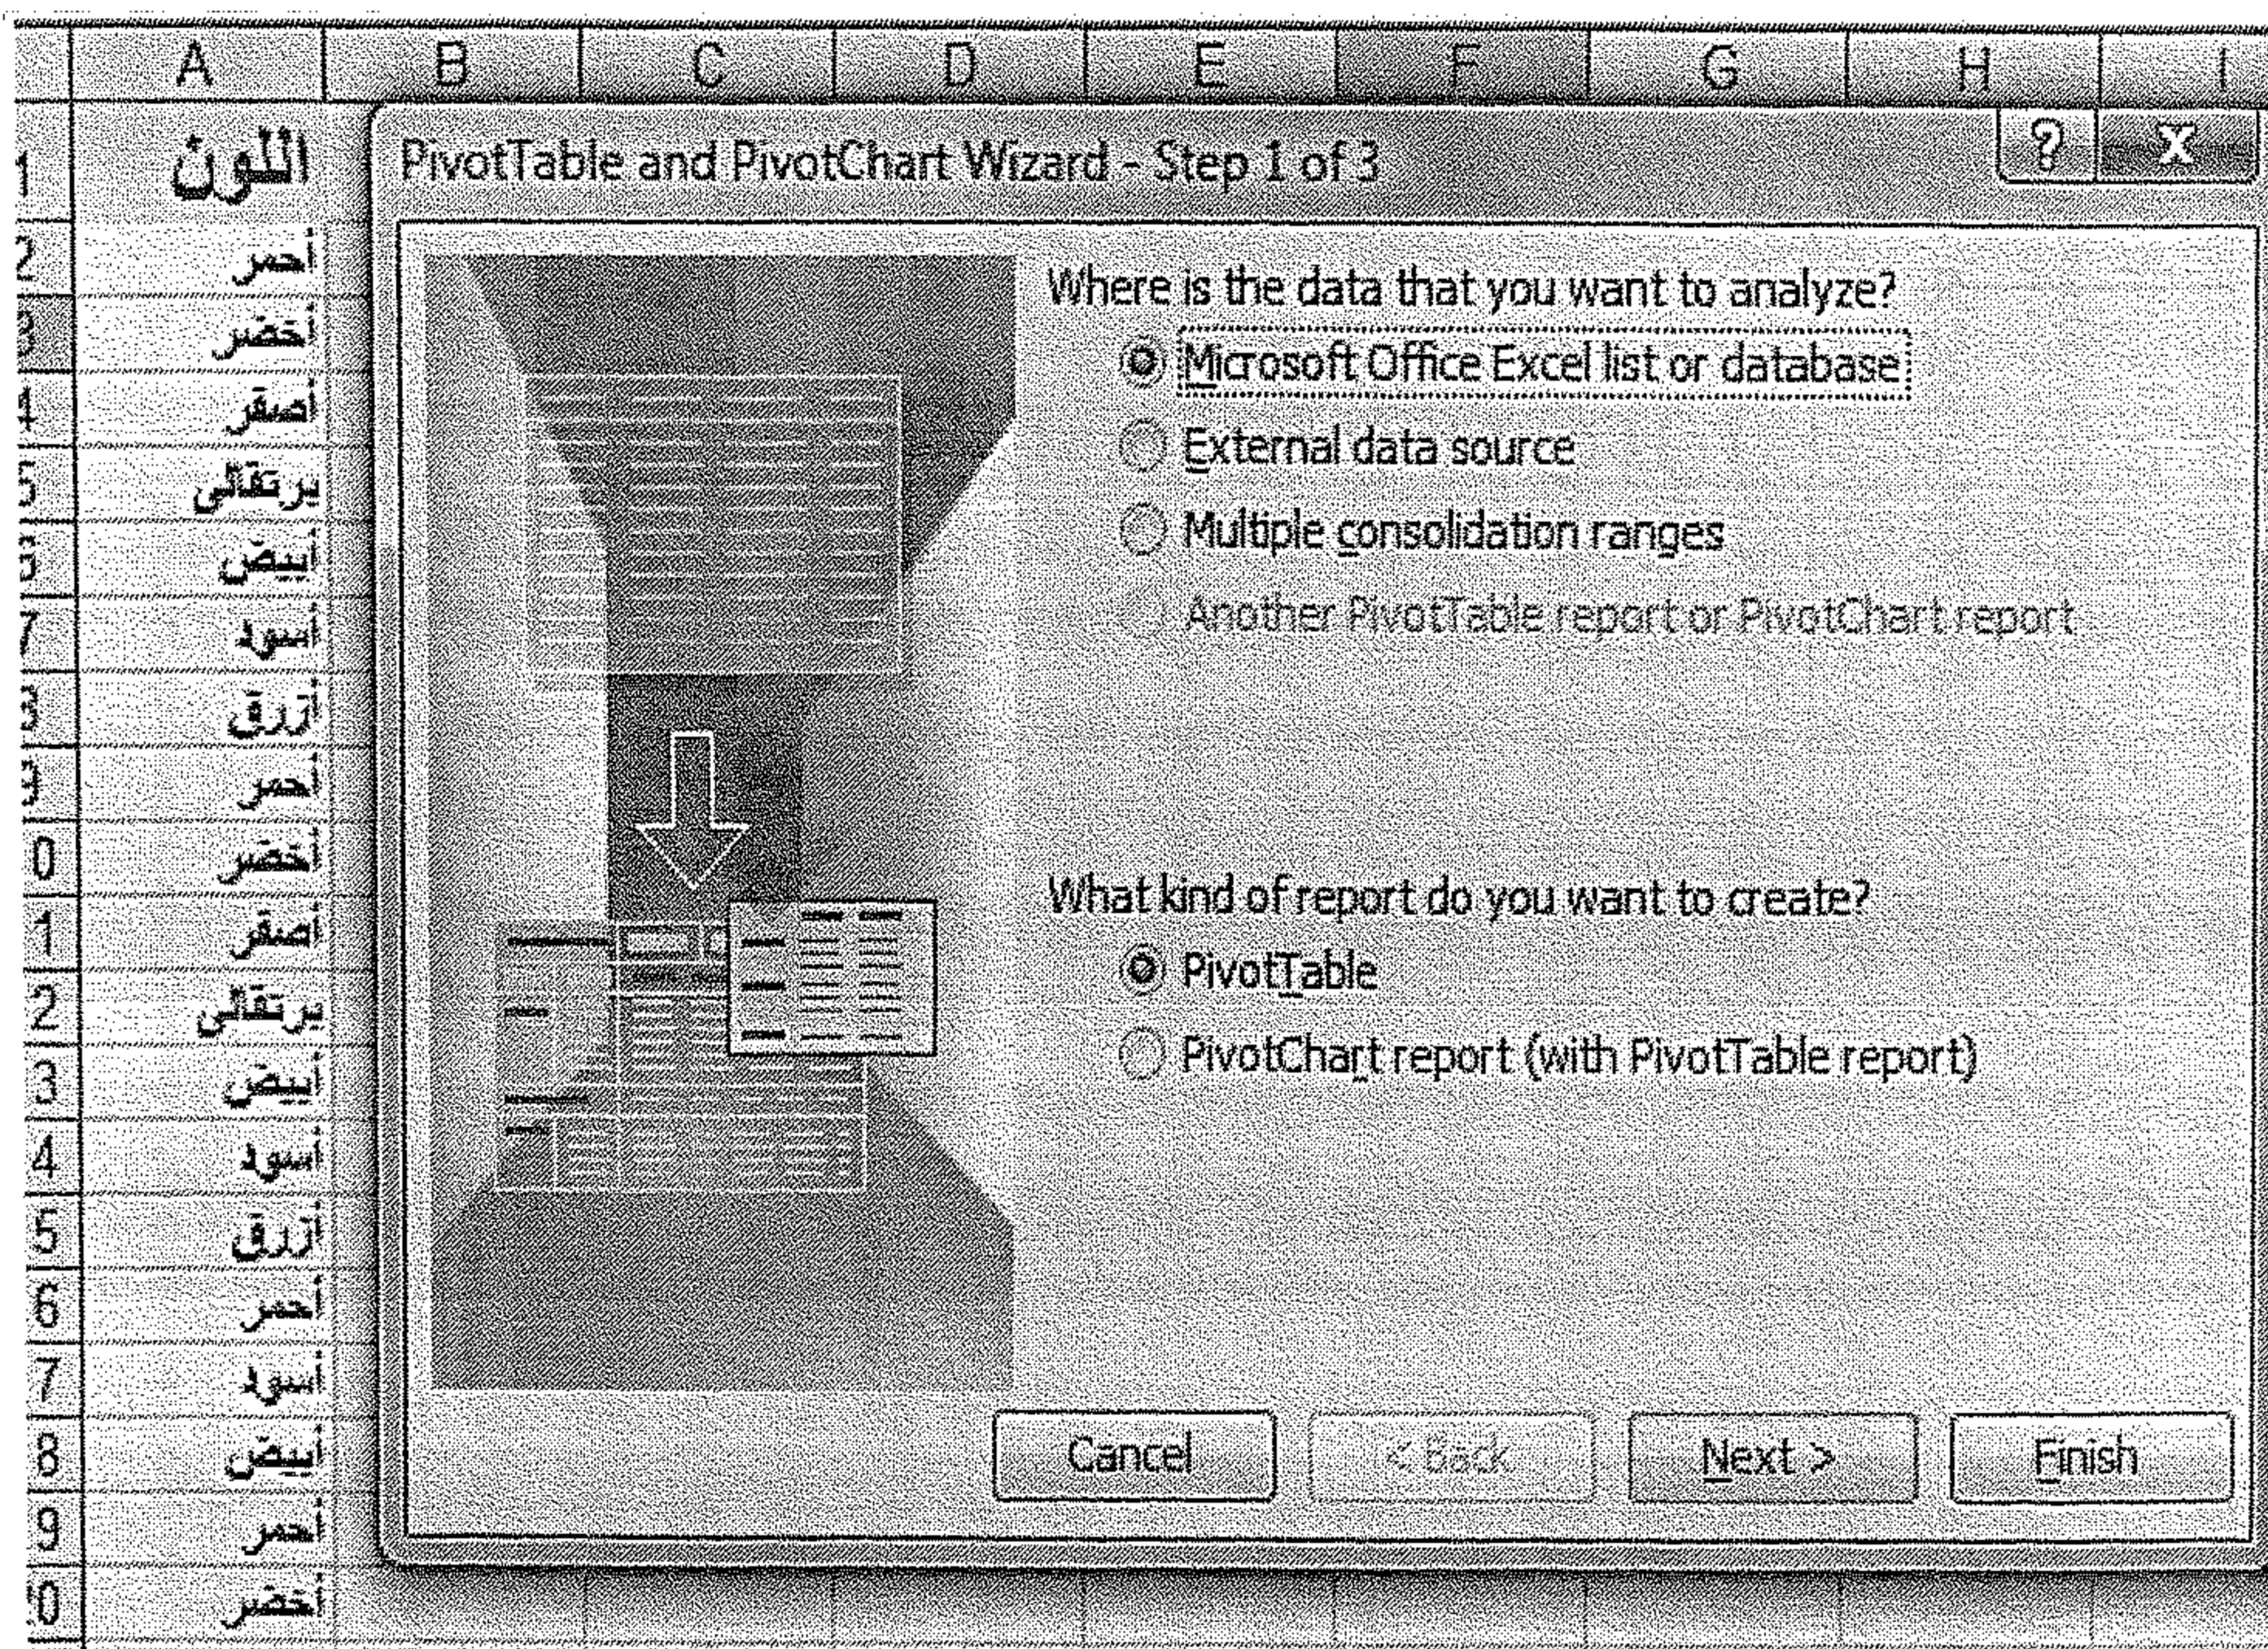 A B C D E F G H I
1 اللون
2 أحمر
3 أخضر
4 أصفر
5 برتقالى
6 أبيض
7 أسود
8 أزرق
9 أحمر
0 أخضر
1 أصفر
2 برتقالى
3 أبيض
4 أسود
5 أزرق
6 أحمر
7 أسود
8 أبيض
9 أحمر
0 أخضر
PivotTable and PivotChart Wizard - Step 1 of 3
? X
Where is the data that you want to analyze?
Microsoft Office Excel list or database
External data source
Multiple consolidation ranges
Another PivotTable report or PivotChart report
What kind of report do you want to create?
PivotTable
PivotChart report (with PivotTable report)
Cancel < Back Next > Finish